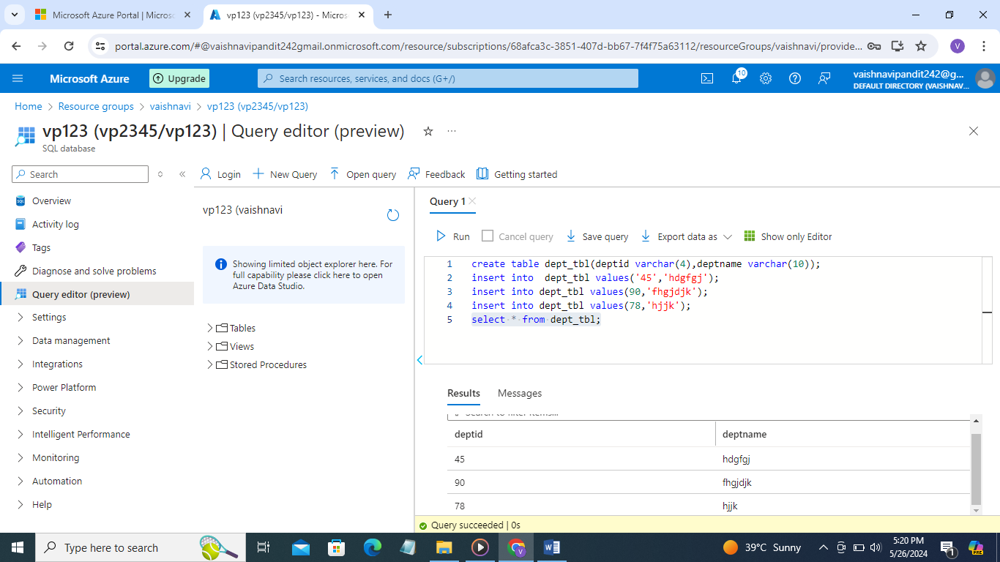 Microsoft Azure Portal | Micros
vp123 (vp2345/vp123) - Micros
portal.azure.com/#@vaishnavipandit242gmail.onmicrosoft.com/resource/subscriptions/68afca3c-3851-407d-bb67-7f4f75a63112/resourceGroups/vaishnavi/provide...
V
Microsoft Azure
Upgrade
Search resources, services, and docs (G+/)
10
vaishnavipandit242@g...
DEFAULT DIRECTORY (VAISHNAV...
Home > Resource groups > vaishnavi > vp123 (vp2345/vp123)
vp123 (vp2345/vp123) | Query editor (preview)
SQL database
Search
Login
New Query
Open query
Feedback
Getting started
Overview
Activity log
Tags
Diagnose and solve problems
Query editor (preview)
Settings
Data management
Integrations
Power Platform
Security
Intelligent Performance
Monitoring
Automation
Help
vp123 (vaishnavi
Showing limited object explorer here. For
full capability please click here to open
Azure Data Studio.
Tables
Views
Stored Procedures
Query 1
Run
Cancel query
Save query
Export data as
Show only Editor
1 create table dept_tbl(deptid varchar(4),deptname varchar(10));
2 insert into  dept_tbl values('45','hdgfgj');
3 insert into dept_tbl values(90,'fhgjdjk');
4 insert into dept_tbl values(78,'hjjk');
5 select * from dept_tbl;
Results
Messages
Search to filter items...
deptid deptname
45 hdgfgj
90 fhgjdjk
78 hjjk
Query succeeded | 0s
Type here to search
39°C Sunny
5:20 PM
5/26/2024
1
PRE